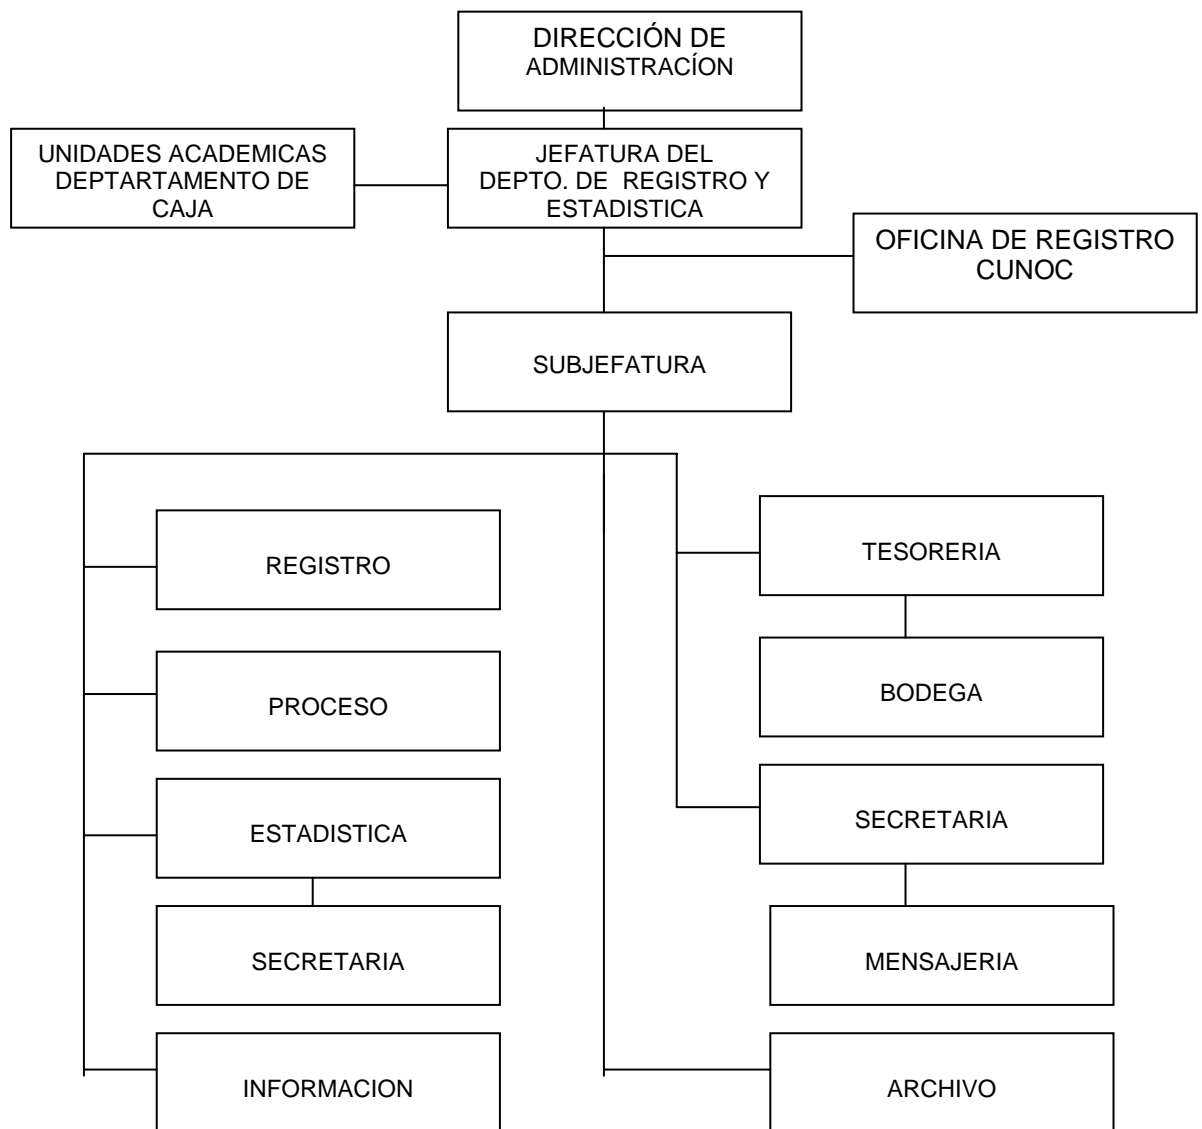 DIRECCIÓN DE
ADMINISTRACÍON
UNIDADES ACADEMICAS
DEPTARTAMENTO DE
CAJA
JEFATURA DEL
DEPTO. DE REGISTRO Y
ESTADISTICA
OFICINA DE REGISTRO
CUNOC
SUBJEFATURA
REGISTRO
TESORERIA
PROCESO
BODEGA
ESTADISTICA
SECRETARIA
SECRETARIA
MENSAJERIA
INFORMACION
ARCHIVO